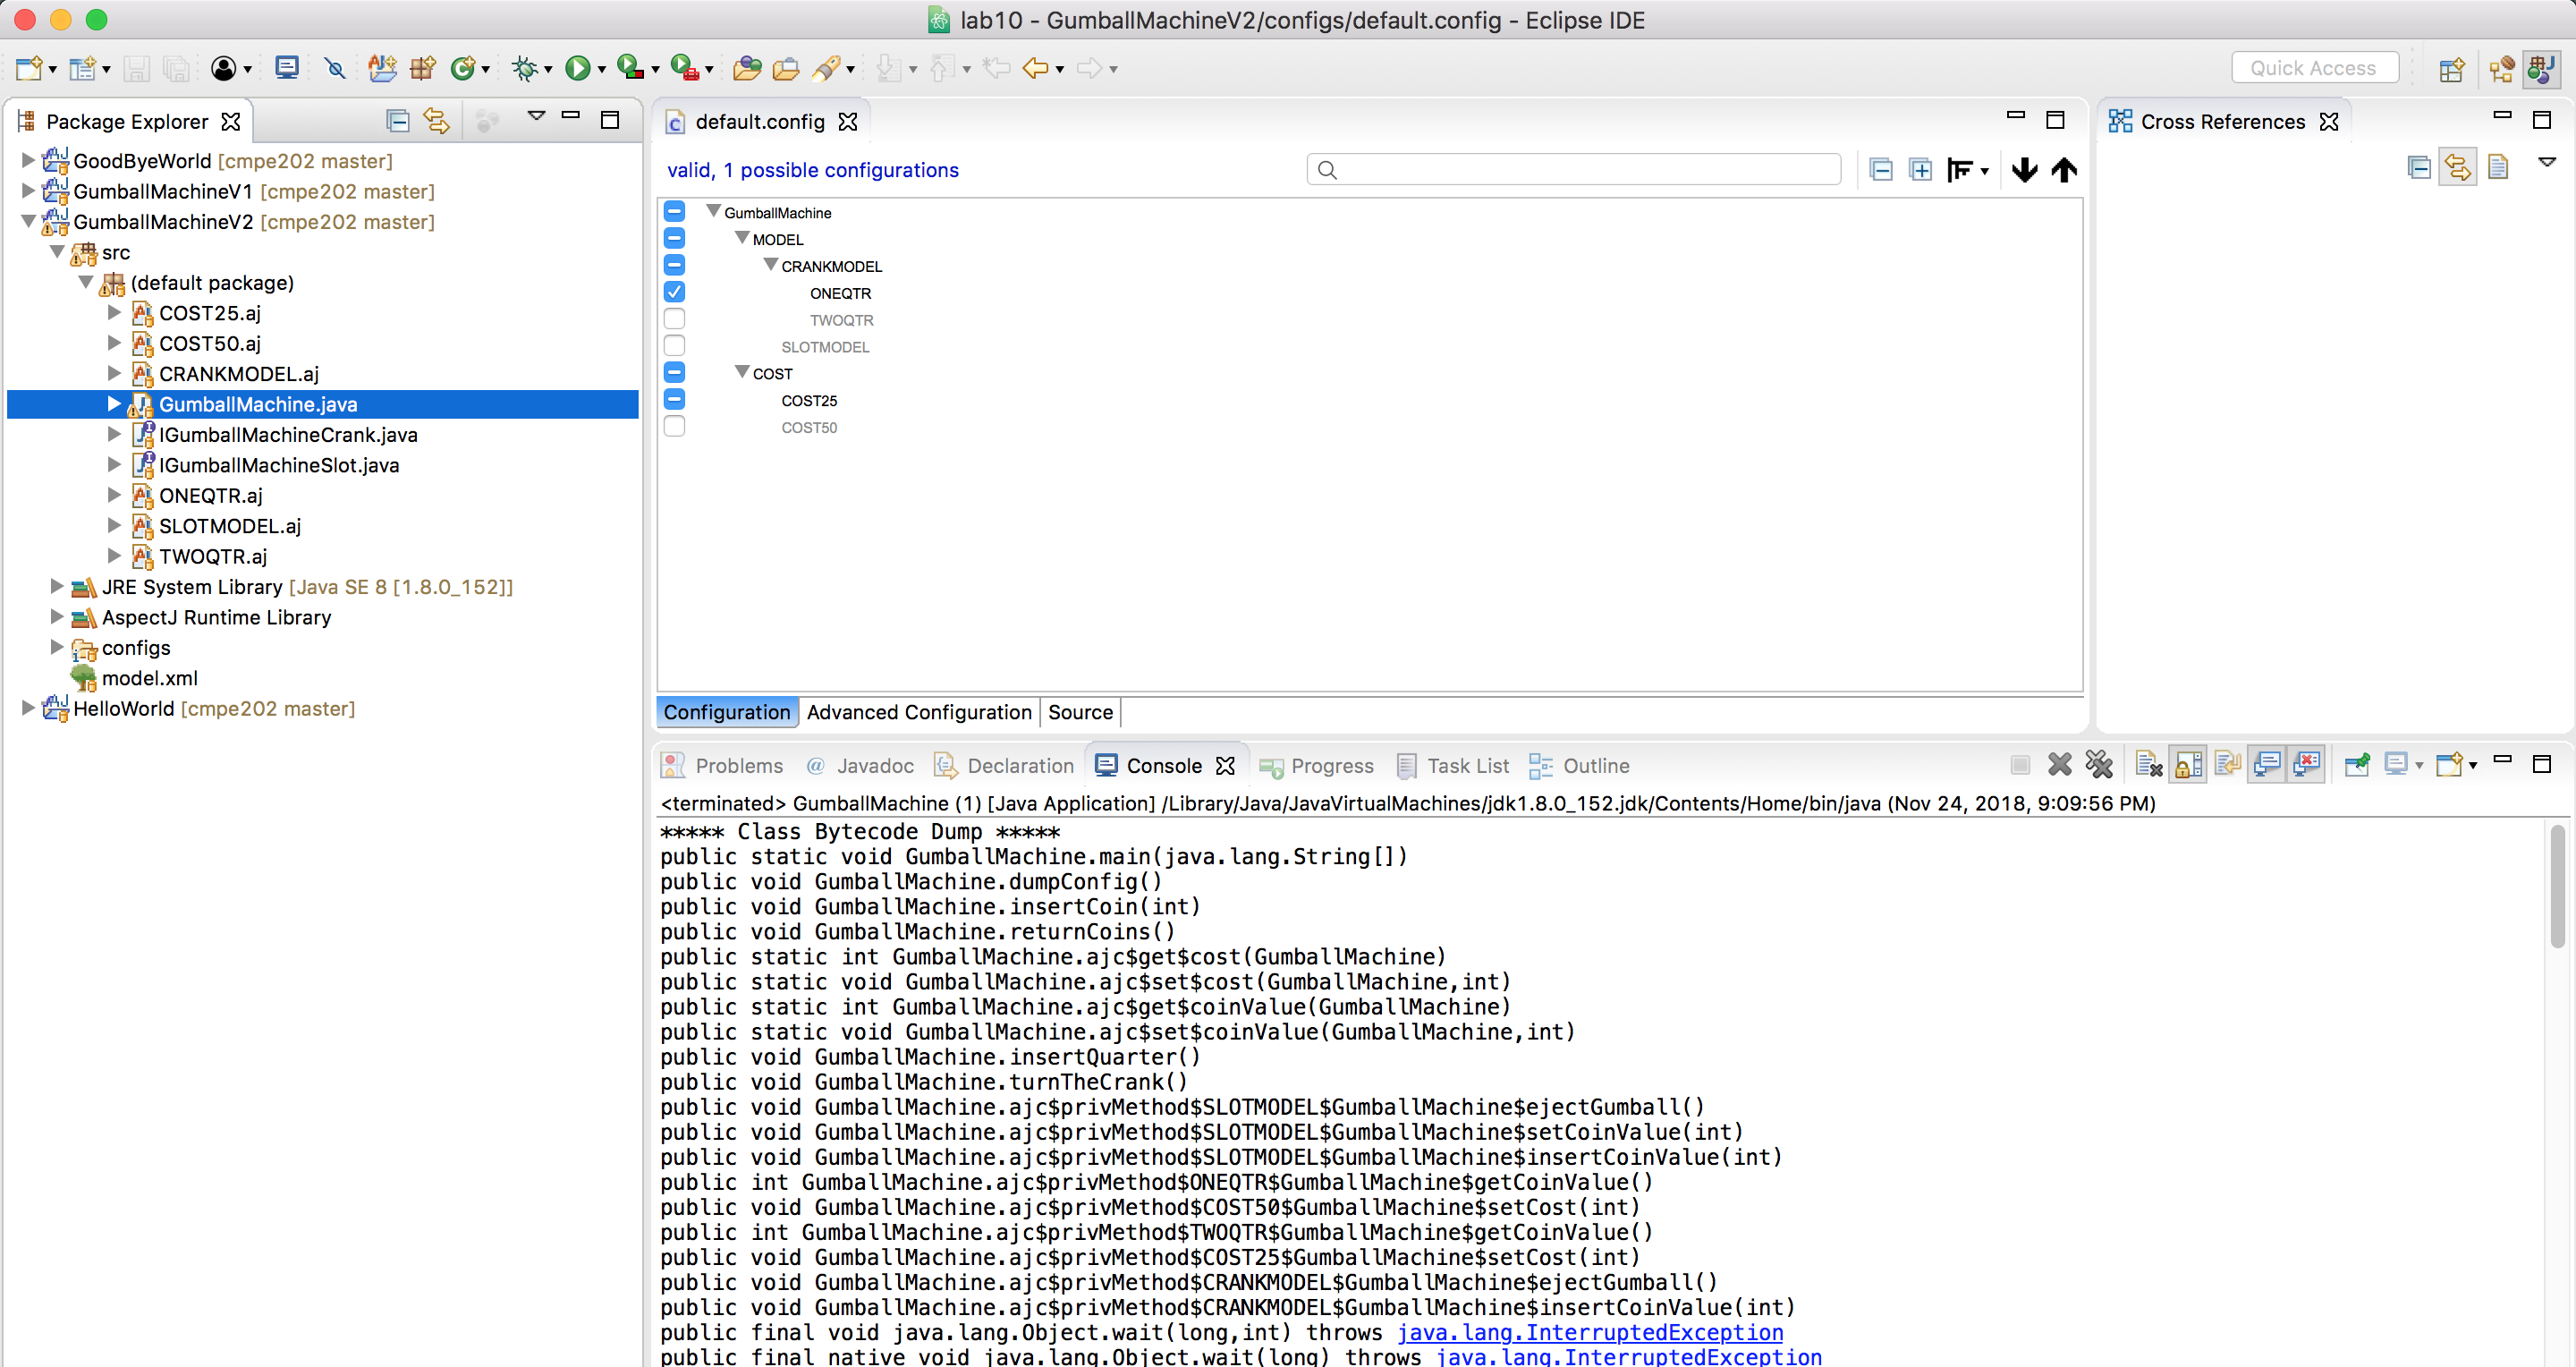 lab10 - GumballMachineV2/configs/default.config - Eclipse IDE
Quick Access
Package Explorer
GoodByeWorld [cmpe202 master]
GumballMachineV1 [cmpe202 master]
GumballMachineV2 [cmpe202 master]
src
(default package)
COST25.aj
COST50.aj
CRANKMODEL.aj
GumballMachine.java
IGumballMachineCrank.java
IGumballMachineSlot.java
ONEQTR.aj
SLOTMODEL.aj
TWOQTR.aj
JRE System Library [Java SE 8 [1.8.0_152]]
AspectJ Runtime Library
configs
model.xml
HelloWorld [cmpe202 master]
default.config
valid, 1 possible configurations
GumballMachine
MODEL
CRANKMODEL
ONEQTR
TWOQTR
SLOTMODEL
COST
COST25
COST50
Configuration Advanced Configuration Source
Cross References
Problems @ Javadoc Declaration Console Progress Task List Outline
<terminated> GumballMachine (1) [Java Application] /Library/Java/JavaVirtualMachines/jdk1.8.0_152.jdk/Contents/Home/bin/java (Nov 24, 2018, 9:09:56 PM)
***** Class Bytecode Dump *****
public static void GumballMachine.main(java.lang.String[])
public void GumballMachine.dumpConfig()
public void GumballMachine.insertCoin(int)
public void GumballMachine.returnCoins()
public static int GumballMachine.ajc$get$cost(GumballMachine)
public static void GumballMachine.ajc$set$cost(GumballMachine,int)
public static int GumballMachine.ajc$get$coinValue(GumballMachine)
public static void GumballMachine.ajc$set$coinValue(GumballMachine,int)
public void GumballMachine.insertQuarter()
public void GumballMachine.turnTheCrank()
public void GumballMachine.ajc$privMethod$SLOTMODEL$GumballMachine$ejectGumball()
public void GumballMachine.ajc$privMethod$SLOTMODEL$GumballMachine$setCoinValue(int)
public void GumballMachine.ajc$privMethod$SLOTMODEL$GumballMachine$insertCoinValue(int)
public int GumballMachine.ajc$privMethod$ONEQTR$GumballMachine$getCoinValue()
public void GumballMachine.ajc$privMethod$COST50$GumballMachine$setCost(int)
public int GumballMachine.ajc$privMethod$TWOQTR$GumballMachine$getCoinValue()
public void GumballMachine.ajc$privMethod$COST25$GumballMachine$setCost(int)
public void GumballMachine.ajc$privMethod$CRANKMODEL$GumballMachine$ejectGumball()
public void GumballMachine.ajc$privMethod$CRANKMODEL$GumballMachine$insertCoinValue(int)
public final void java.lang.Object.wait(long,int) throws java.lang.InterruptedException
public final native void java.lang.Object.wait(long) throws java.lang.InterruptedException